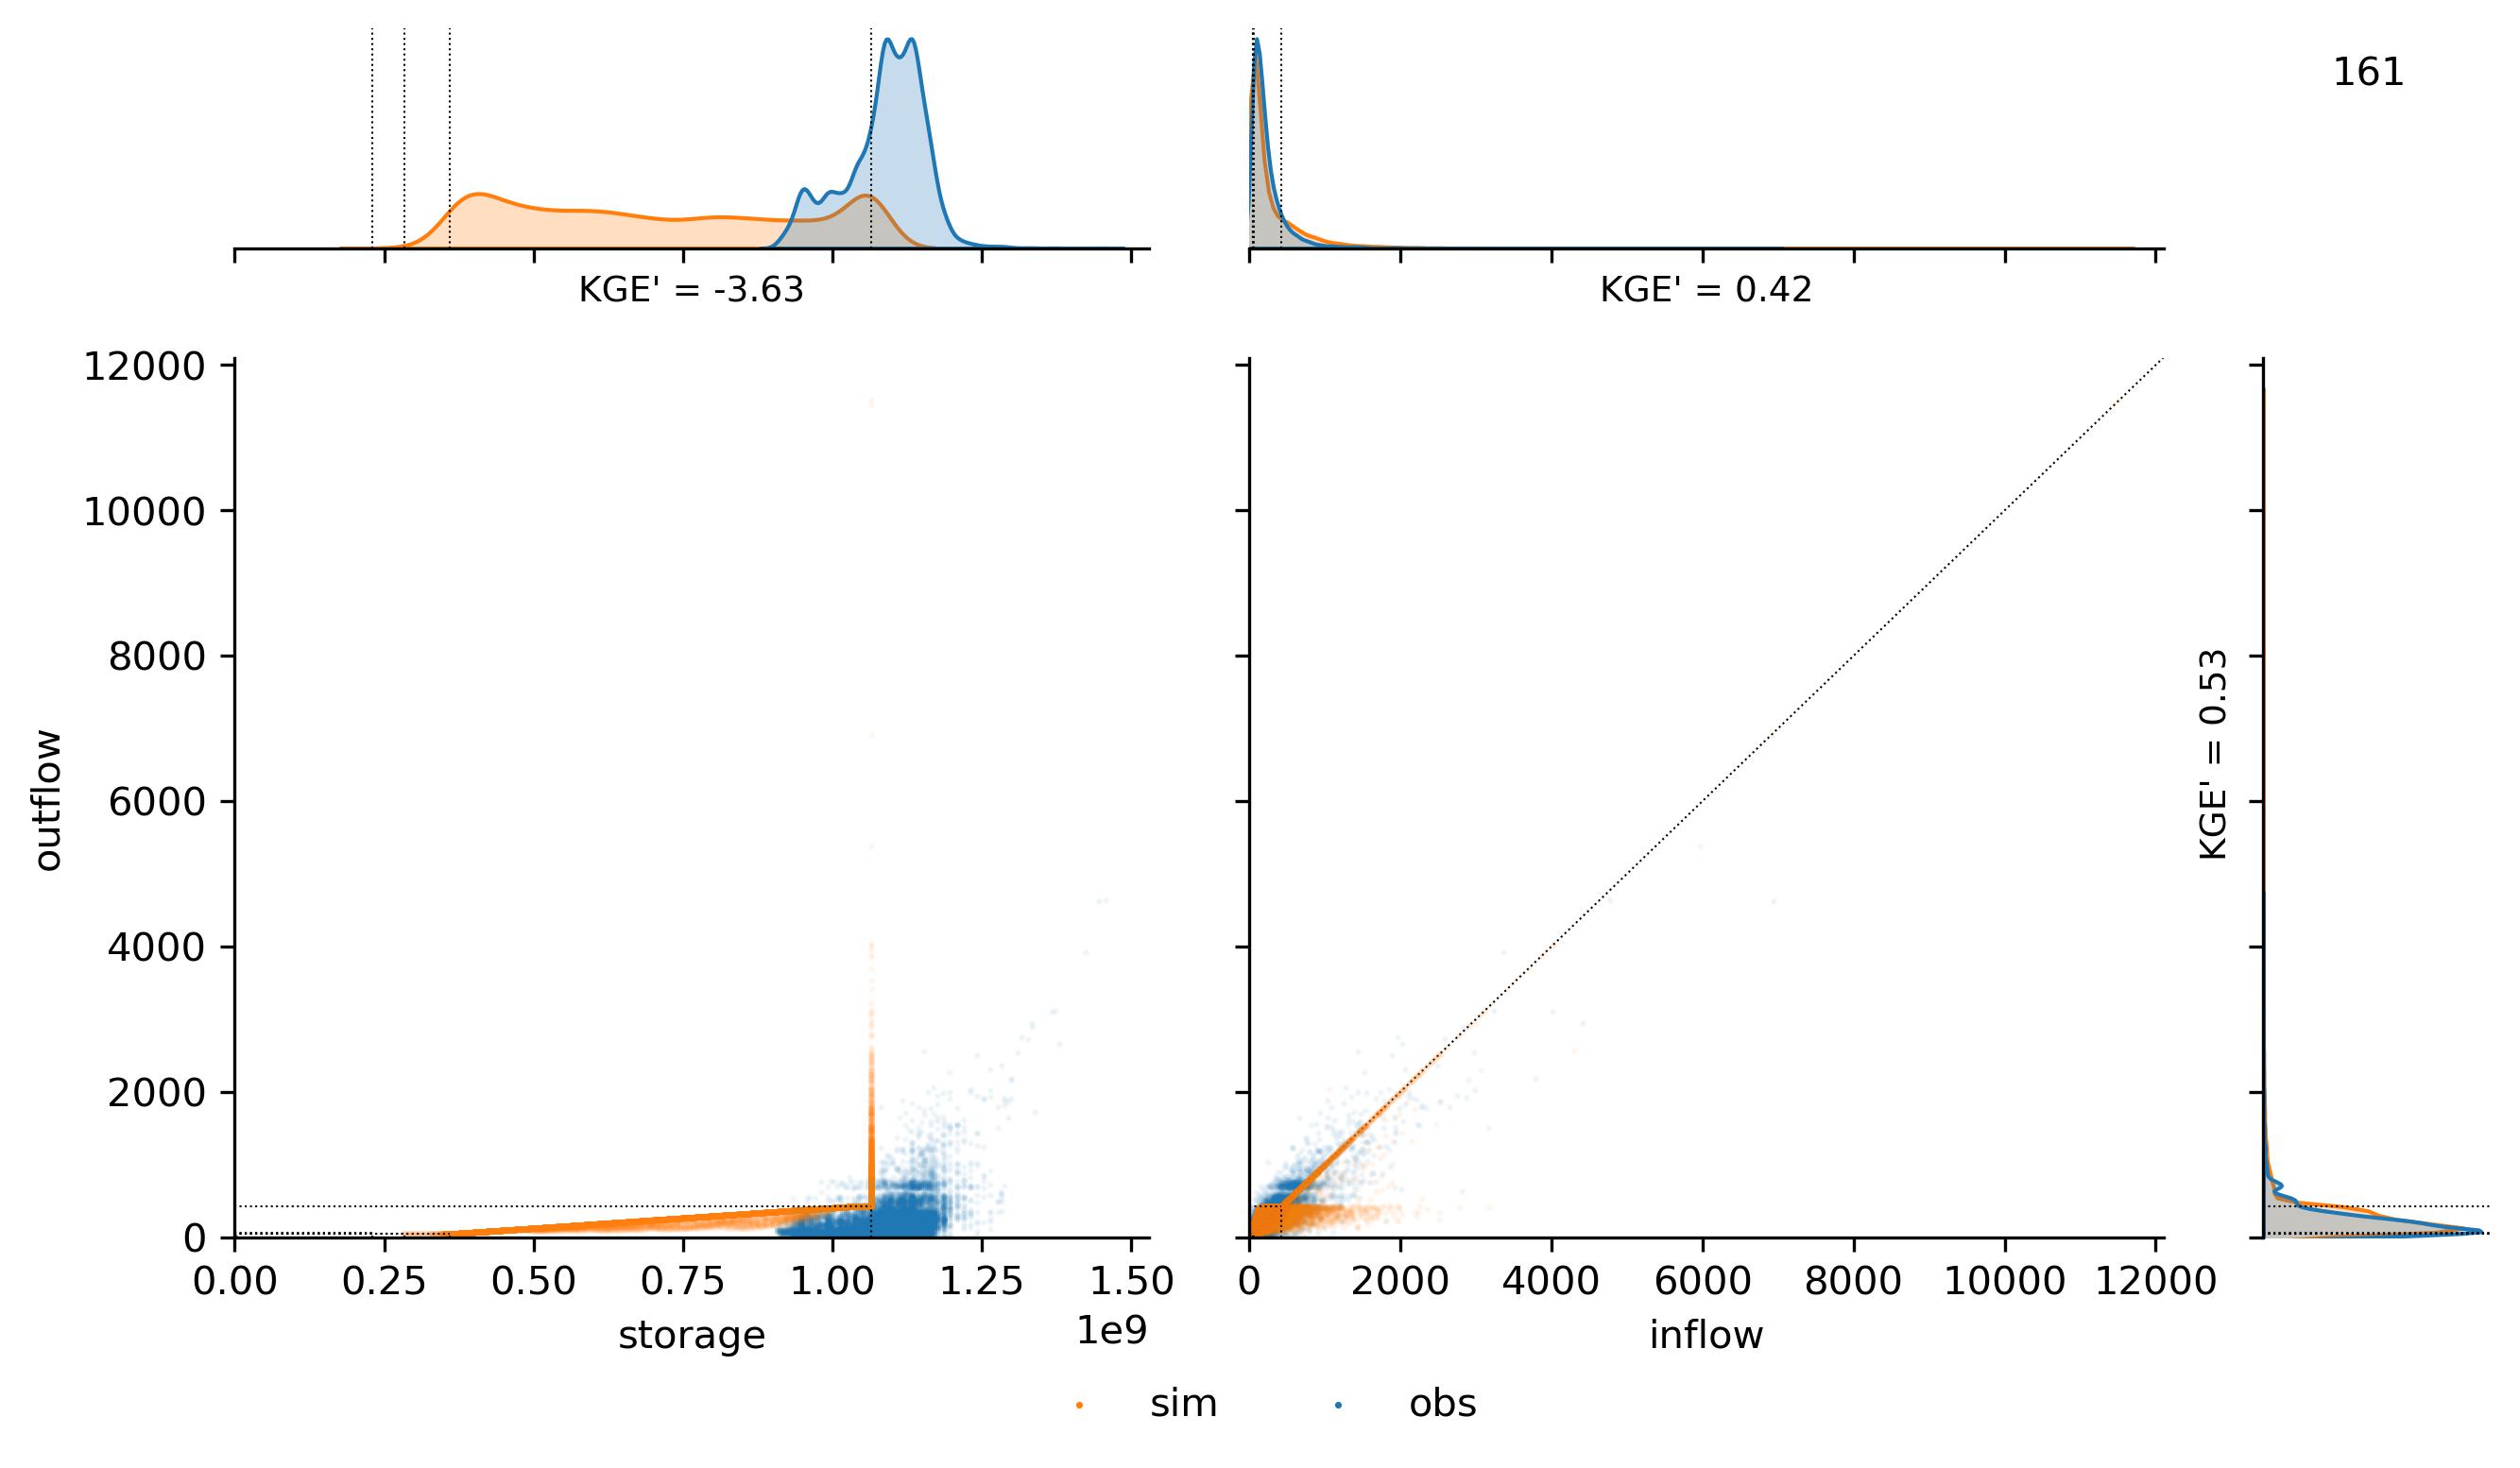 161
KGE' = -3.63
KGE' = 0.42
12000
10000
8000
6000
4000
2000
0
outflow
KGE' = 0.53
0.00 0.25 0.50 0.75 1.00 1.25 1.50
0 2000 4000 6000 8000 10000 12000
1e9
storage
inflow
sim obs